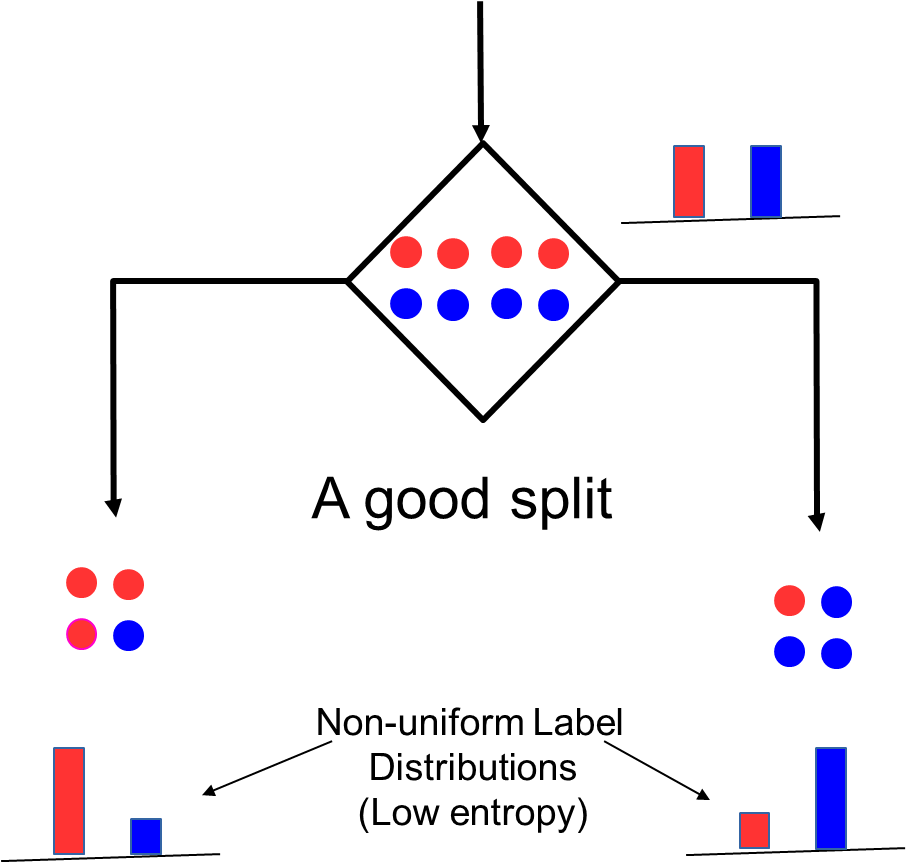 A good split
Non-uniform Label
Distributions
(Low entropy)